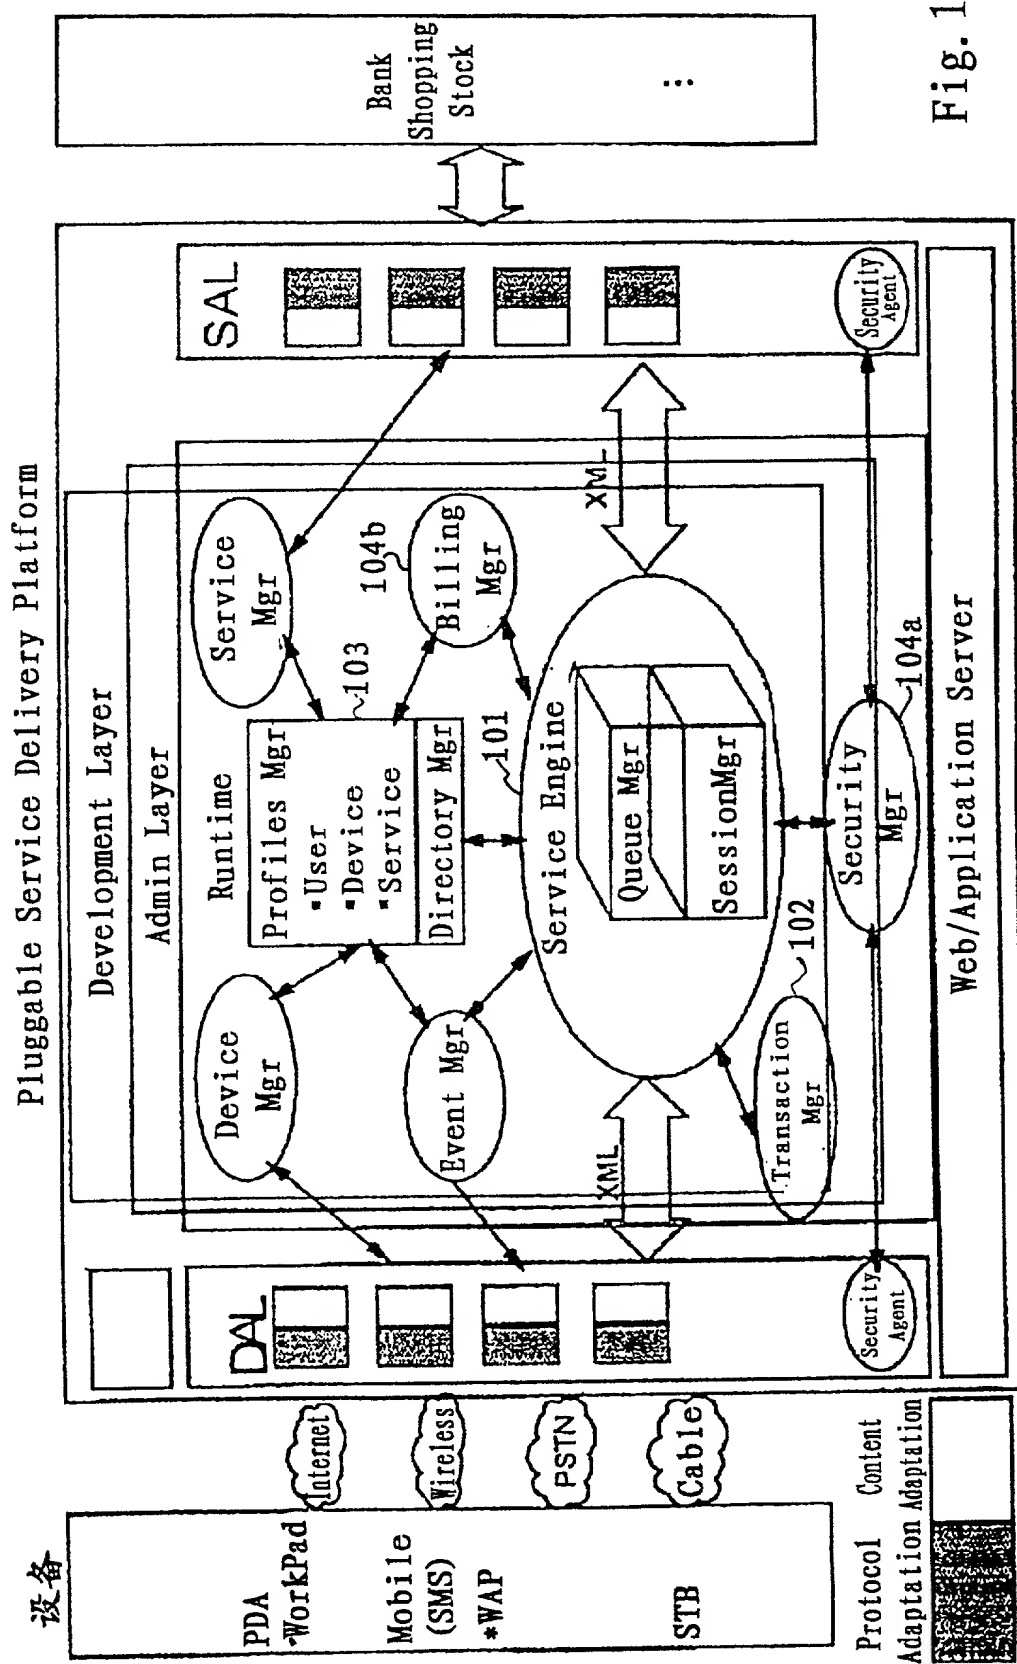 Pluggable Service Delivery Platform
设备
PDA
·WorkPad
Mobile
(SMS)
*WAP
STB
Internet
Wireless
PSTN
Cable
Protocol
Adaptation
Content
Adaptation
DAL
Security
Agent
Development Layer
Admin Layer
Runtime
Device
Mgr
Event Mgr
Profiles Mgr
*User
*Device
*Service
Directory Mgr
103
Service
Mgr
104b
Billing
Mgr
101
Service Engine
Queue Mgr
SessionMgr
XML
XML
Transaction
Mgr
102
Security
Mgr
104a
SAL
Security
Agent
Web/Application Server
Bank
Shopping
Stock
⋮
Fig. 1